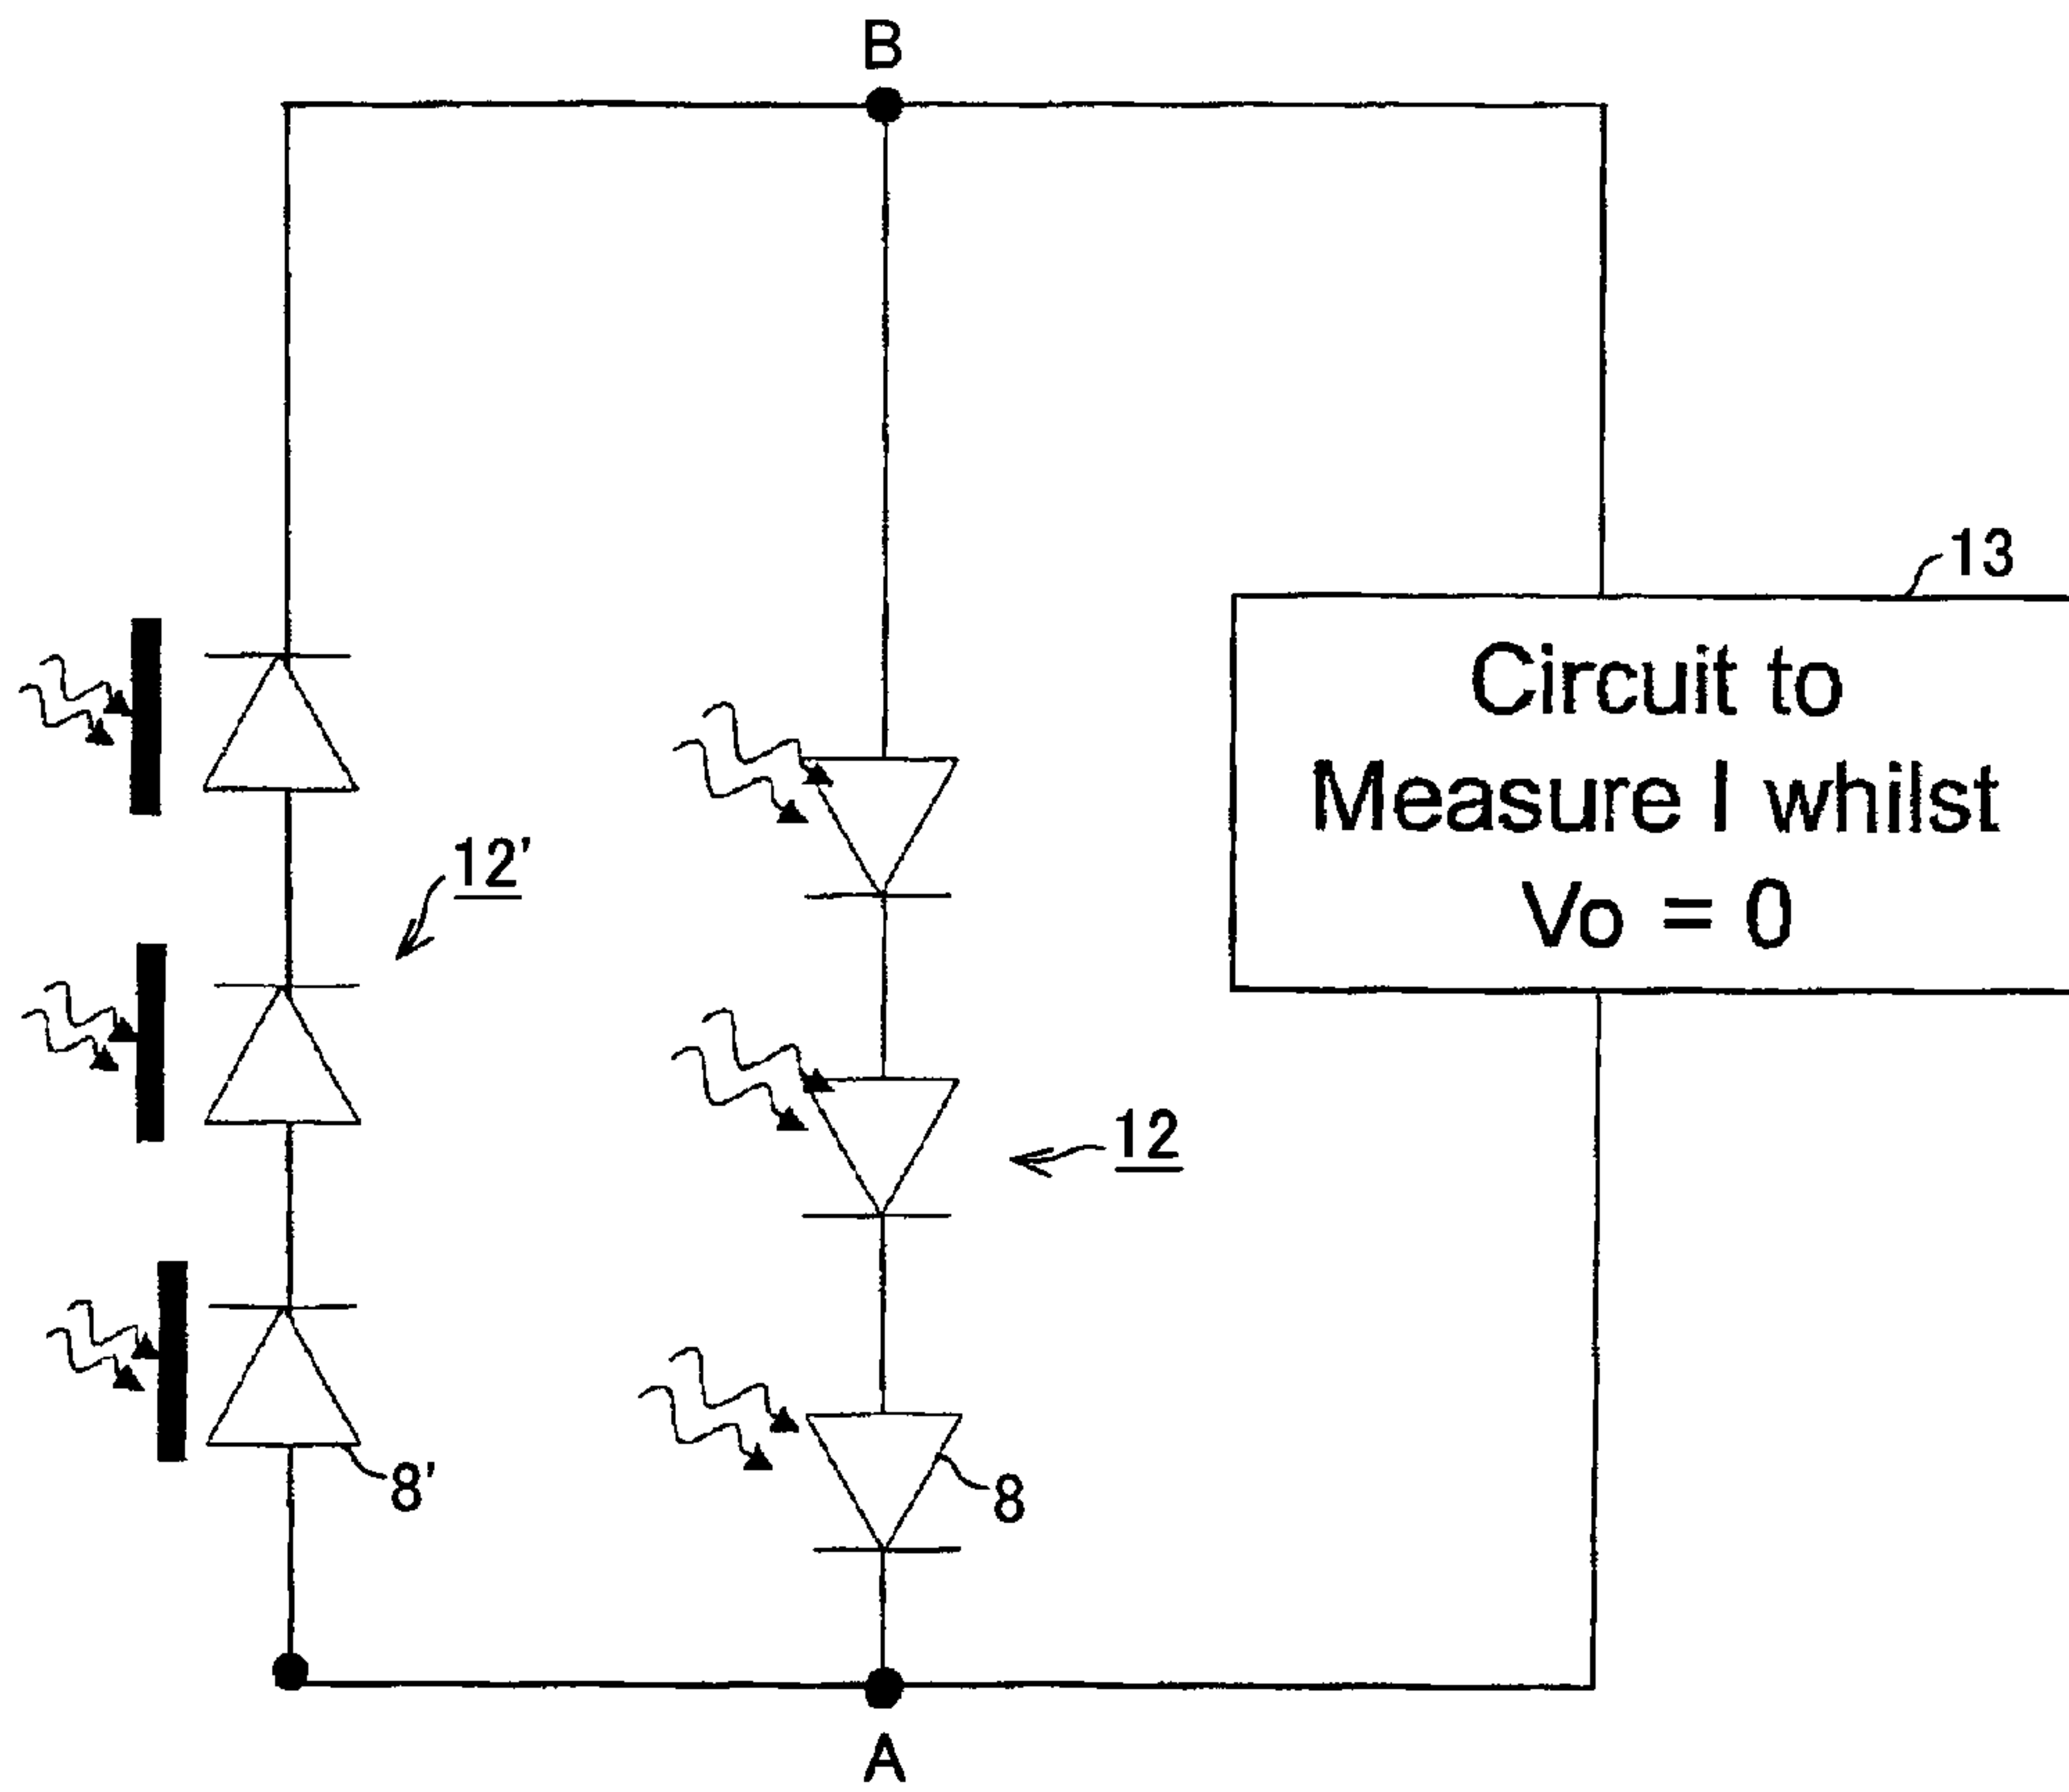 B
13
Circuit to
Measure I whilst
Vo = 0
12'
12
8'
8
A